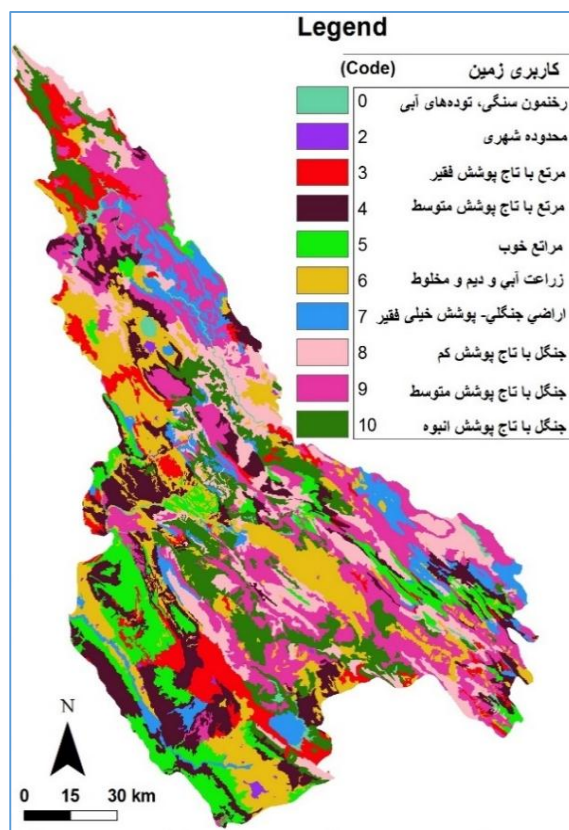 Legend
(Code) کاربری زمین
0 رخنمون سنگی، توده‌های آبی
2 محدوده شهری
3 مرتع با تاج پوشش فقیر
4 مرتع با تاج پوشش متوسط
5 مراتع خوب
6 زراعت آبي و ديم و مخلوط
7 اراضي جنگلي- پوشش خیلی فقیر
8 جنگل با تاج پوشش کم
9 جنگل با تاج پوشش متوسط
10 جنگل با تاج پوشش انبوه
N
0 15 30 km